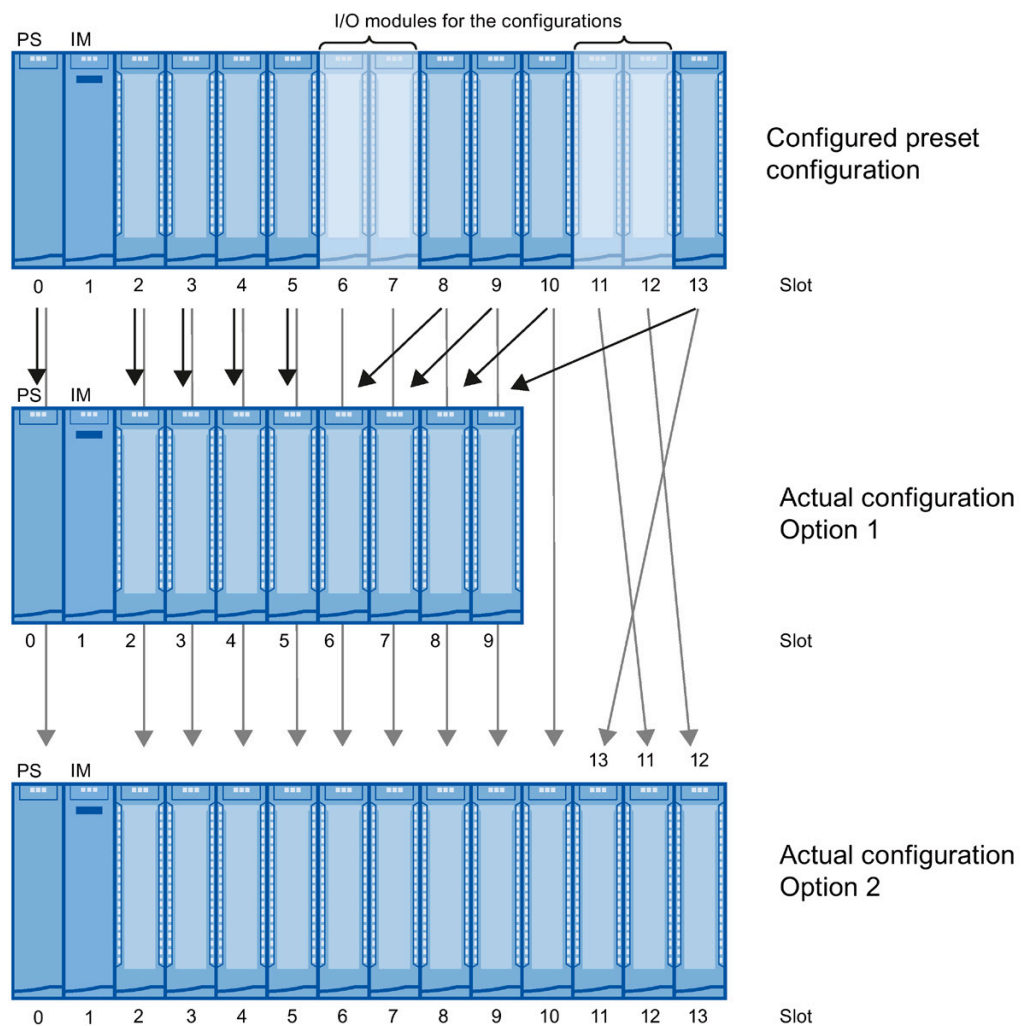 I/O modules for the configurations
PS IM
Configured preset
configuration
0 1 2 3 4 5 6 7 8 9 10 11 12 13 Slot
PS IM
Actual configuration
Option 1
0 1 2 3 4 5 6 7 8 9 Slot
13 11 12
PS IM
Actual configuration
Option 2
0 1 2 3 4 5 6 7 8 9 10 11 12 13 Slot